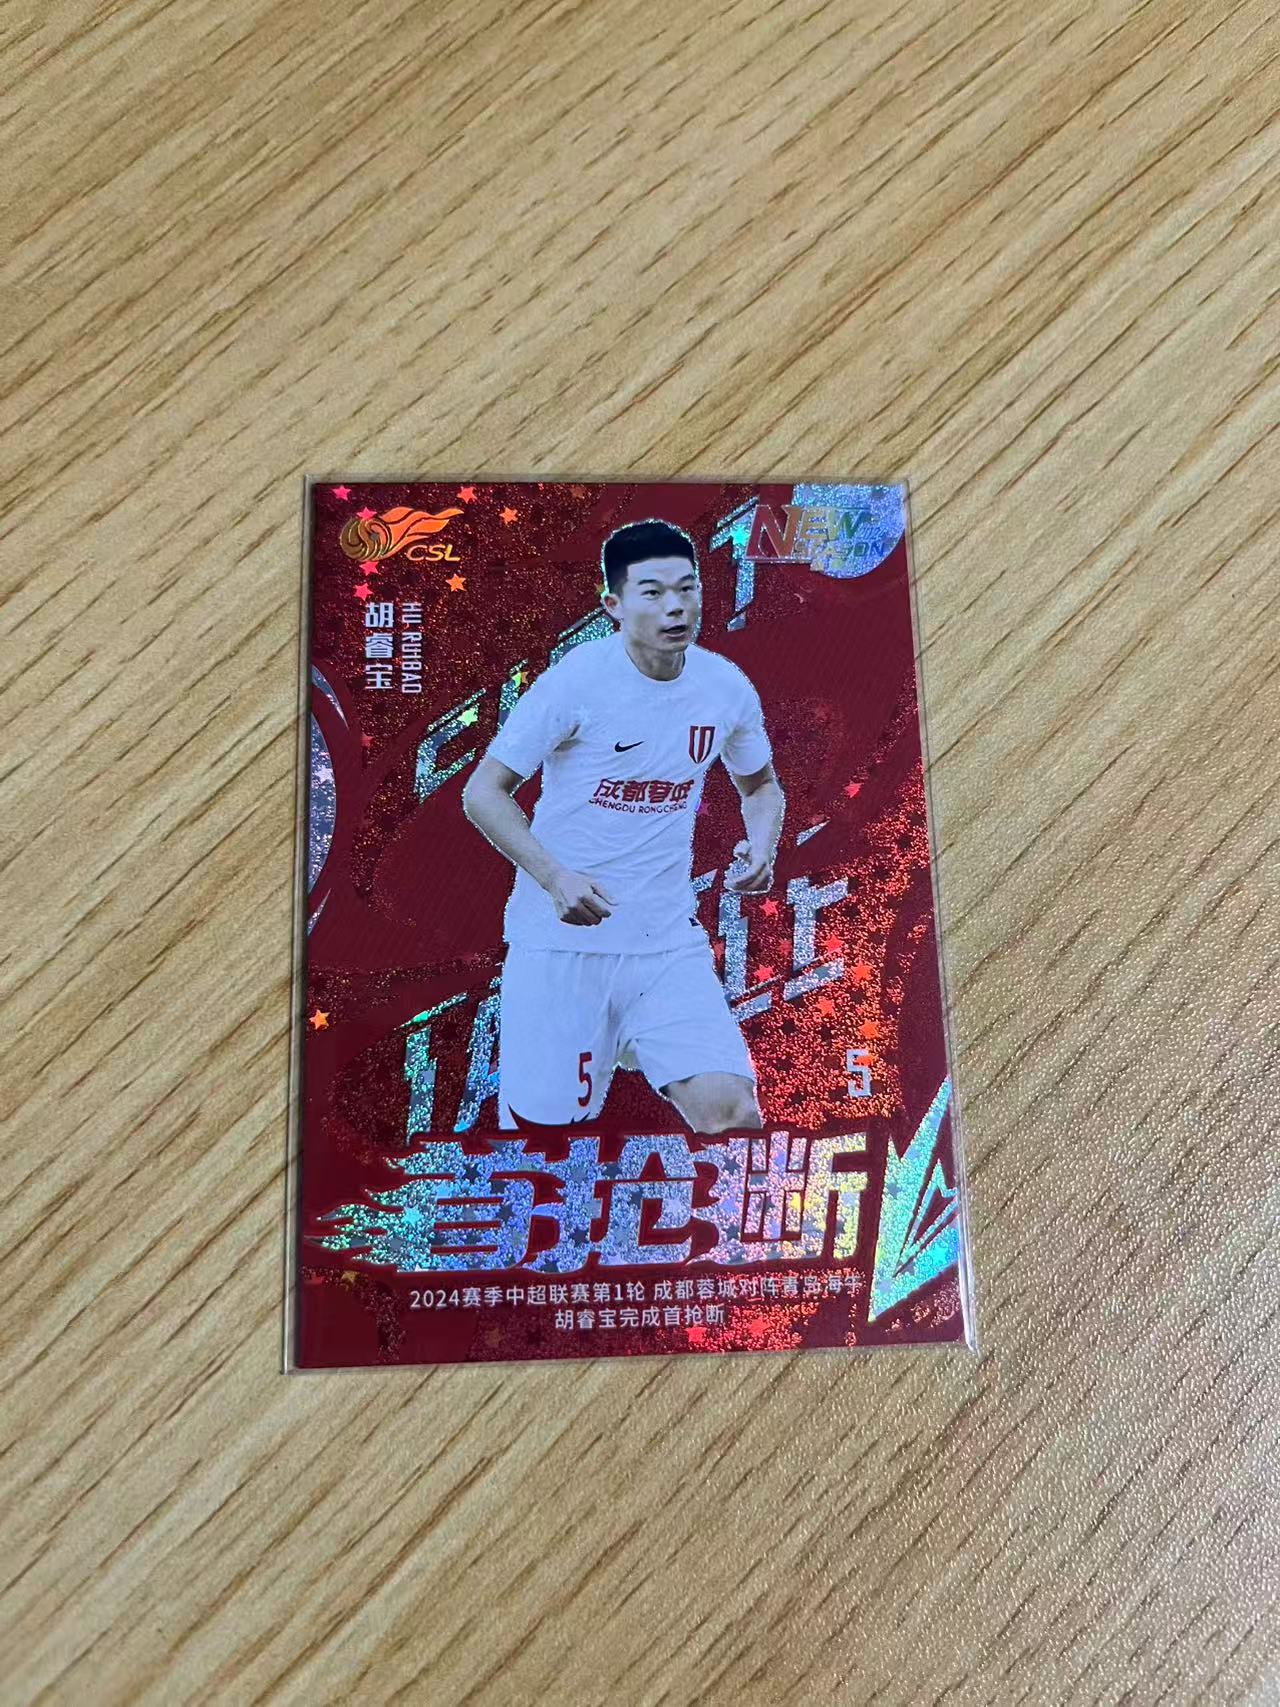 CSL
NEW
SEASON
胡睿宝
HU RUIBAO
FIRST
成都蓉城
CHENGDU RONGCHENG
TACKLE
5
5
首抢断
2024赛季中超联赛第1轮 成都蓉城对阵青岛海牛
胡睿宝完成首抢断